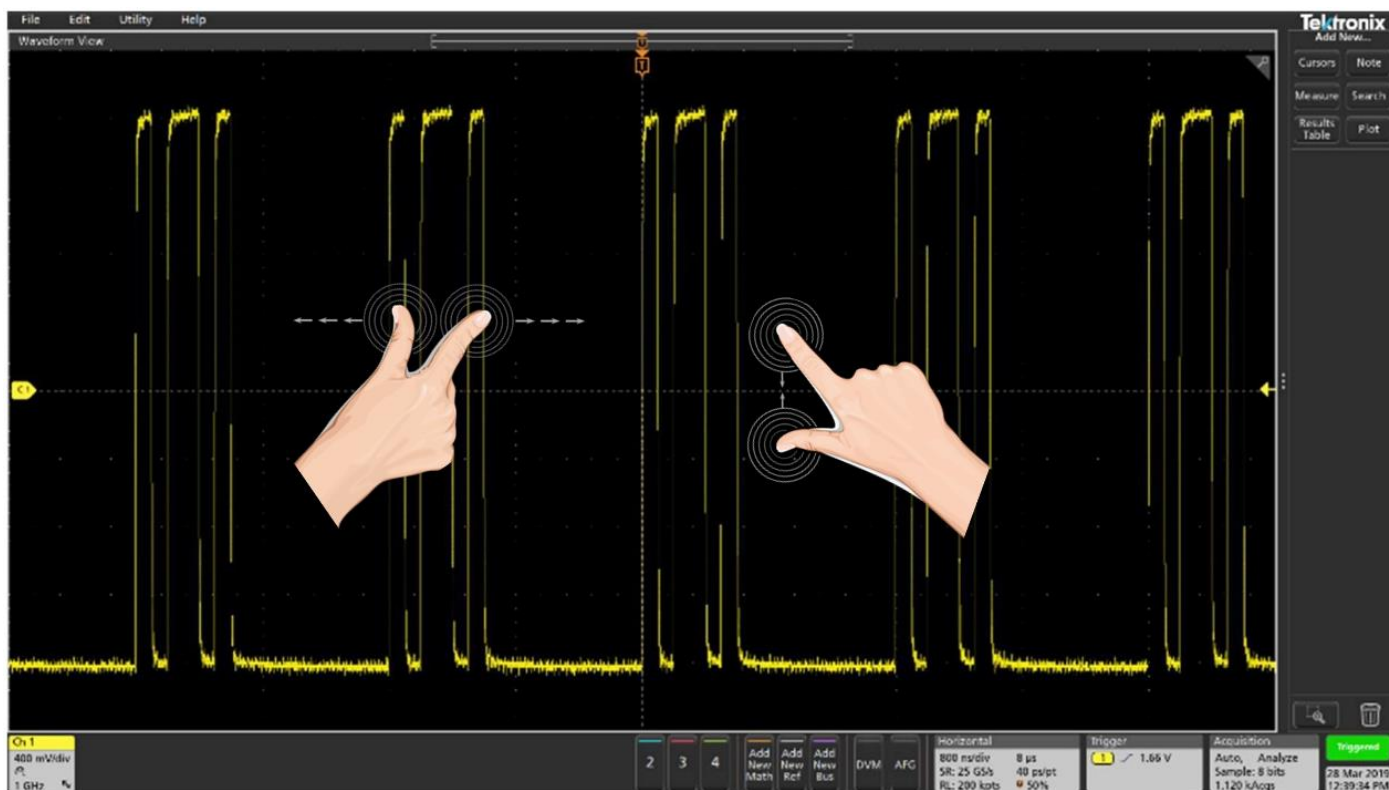 File Edit Utility Help
Tektronix
Waveform View
Add New...
T
Cursors Note
Measure Search
Results Table Plot
C1
Ch 1
400 mV/div
1 GHz
2 3 4
Add New Math
Add New Ref
Add New Bus
DVM AFG
Horizontal
800 ns/div 8 µs
SR: 25 GS/s 40 ps/pt
RL: 200 kpts 50%
Trigger
1 1.66 V
Acquisition
Auto, Analyze
Sample: 8 bits
1.120 kAcqs
Triggered
28 Mar 2019
12:39:34 PM